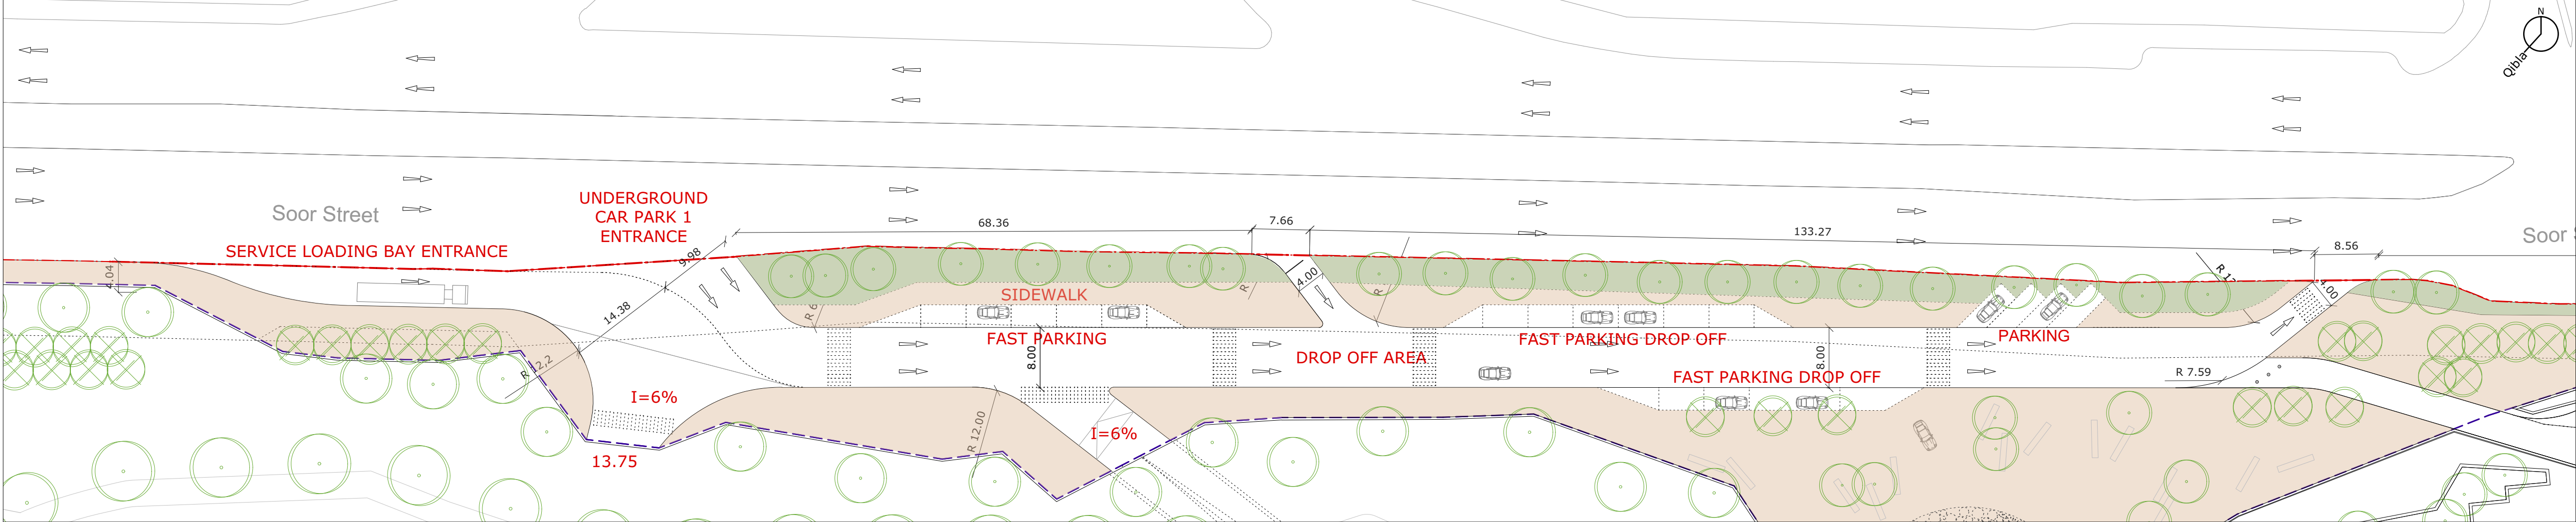 N
Qibla
UNDERGROUND
CAR PARK 1
ENTRANCE
Soor Street
SERVICE LOADING BAY ENTRANCE
68.36
7.66
133.27
8.56
Soor
9.98
4.04
14.38
4.00
4.00
SIDEWALK
FAST PARKING
8.00
DROP OFF AREA
FAST PARKING DROP OFF
8.00
PARKING
FAST PARKING DROP OFF
R 7.59
R 12,2
I=6%
R 12.00
I=6%
13.75
R 6
R
R